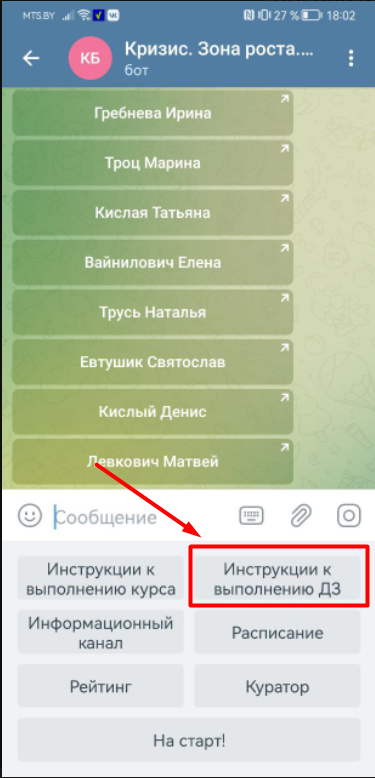 MTS.BY 27 % 18:02
КБ
Кризис. Зона роста....
бот
Гребнева Ирина
Троц Марина
Кислая Татьяна
Вайнилович Елена
Трусь Наталья
Евтушик Святослав
Кислый Денис
Левкович Матвей
Сообщение
Инструкции к
выполнению курса
Инструкции к
выполнению ДЗ
Информационный
канал
Расписание
Рейтинг
Куратор
На старт!